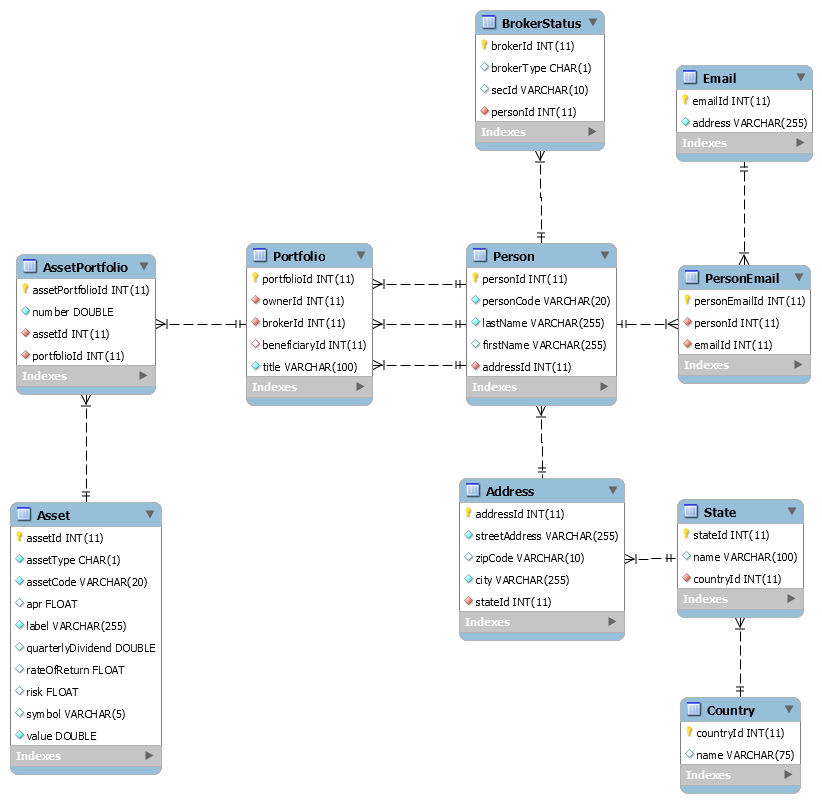 BrokerStatus
brokerId INT(11)
brokerType CHAR(1)
secId VARCHAR(10)
personId INT(11)
Indexes
Email
emailId INT(11)
address VARCHAR(255)
Indexes
AssetPortfolio
assetPortfolioId INT(11)
number DOUBLE
assetId INT(11)
portfolioId INT(11)
Indexes
Portfolio
portfolioId INT(11)
ownerId INT(11)
brokerId INT(11)
beneficiaryId INT(11)
title VARCHAR(100)
Indexes
Person
personId INT(11)
personCode VARCHAR(20)
lastName VARCHAR(255)
firstName VARCHAR(255)
addressId INT(11)
Indexes
PersonEmail
personEmailId INT(11)
personId INT(11)
emailId INT(11)
Indexes
Asset
assetId INT(11)
assetType CHAR(1)
assetCode VARCHAR(20)
apr FLOAT
label VARCHAR(255)
quarterlyDividend DOUBLE
rateOfReturn FLOAT
risk FLOAT
symbol VARCHAR(5)
value DOUBLE
Indexes
Address
addressId INT(11)
streetAddress VARCHAR(255)
zipCode VARCHAR(10)
city VARCHAR(255)
stateId INT(11)
Indexes
State
stateId INT(11)
name VARCHAR(100)
countryId INT(11)
Indexes
Country
countryId INT(11)
name VARCHAR(75)
Indexes